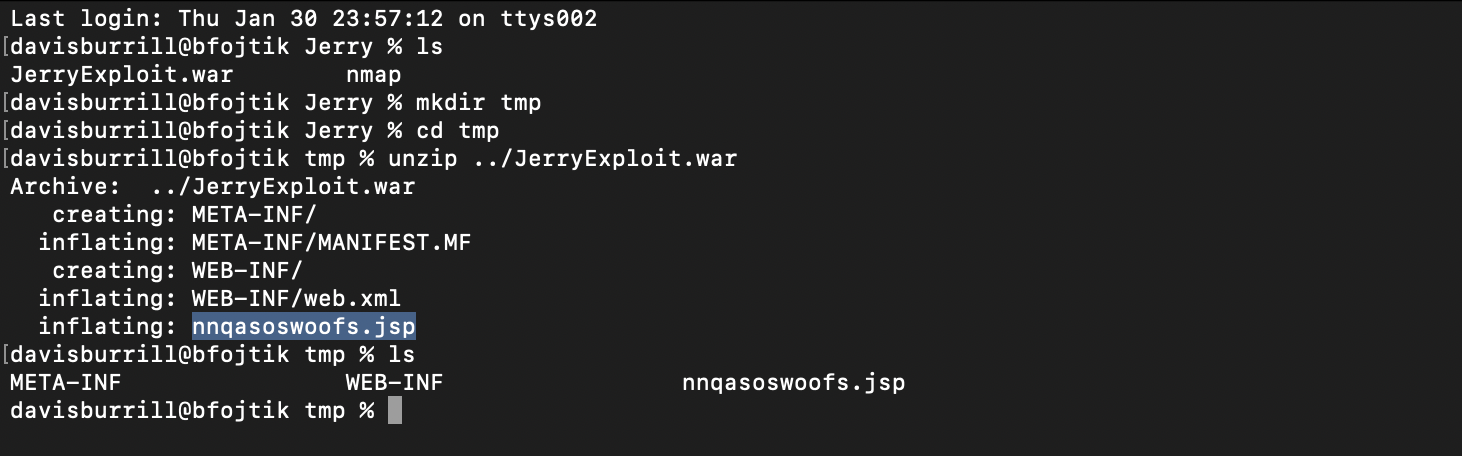 Last login: Thu Jan 30 23:57:12 on ttys002
[davisburrill@bfojtik Jerry % ls
JerryExploit.war        nmap
[davisburrill@bfojtik Jerry % mkdir tmp
[davisburrill@bfojtik Jerry % cd tmp
[davisburrill@bfojtik tmp % unzip ../JerryExploit.war
Archive:  ../JerryExploit.war
   creating: META-INF/
  inflating: META-INF/MANIFEST.MF
   creating: WEB-INF/
  inflating: WEB-INF/web.xml
  inflating: nnqasoswoofs.jsp
[davisburrill@bfojtik tmp % ls
META-INF                WEB-INF                 nnqasoswoofs.jsp
davisburrill@bfojtik tmp %